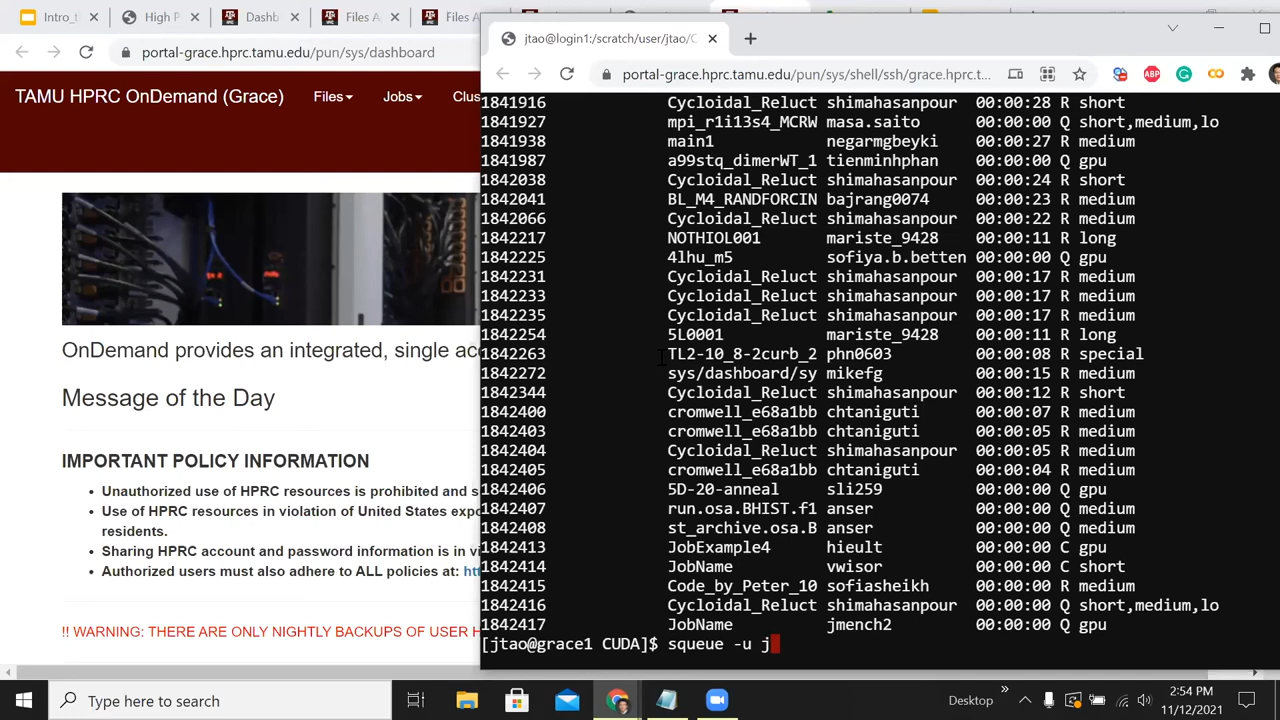 Intro_
High P
Dashb
Files A
Files A
jtao@login1:/scratch/user/jtao/C
portal-grace.hprc.tamu.edu/pun/sys/dashboard
portal-grace.hprc.tamu.edu/pun/sys/shell/ssh/grace.hprc.t...
ABP
TAMU HPRC OnDemand (Grace) Files Jobs Clus
OnDemand provides an integrated, single acc
Message of the Day
IMPORTANT POLICY INFORMATION
• Unauthorized use of HPRC resources is prohibited and s
• Use of HPRC resources in violation of United States expo
residents.
• Sharing HPRC account and password information is in vi
• Authorized users must also adhere to ALL policies at: htt
!! WARNING: THERE ARE ONLY NIGHTLY BACKUPS OF USER H
1841916 Cycloidal_Reluct shimahasanpour 00:00:28 R short
1841927 mpi_r1i13s4_MCRW masa.saito 00:00:00 Q short,medium,lo
1841938 main1 negarmgbeyki 00:00:27 R medium
1841987 a99stq_dimerWT_1 tienminhphan 00:00:00 Q gpu
1842038 Cycloidal_Reluct shimahasanpour 00:00:24 R short
1842041 BL_M4_RANDFORCIN bajrang0074 00:00:23 R medium
1842066 Cycloidal_Reluct shimahasanpour 00:00:22 R medium
1842217 NOTHIOL001 mariste_9428 00:00:11 R long
1842225 4lhu_m5 sofiya.b.betten 00:00:00 Q gpu
1842231 Cycloidal_Reluct shimahasanpour 00:00:17 R medium
1842233 Cycloidal_Reluct shimahasanpour 00:00:17 R medium
1842235 Cycloidal_Reluct shimahasanpour 00:00:17 R medium
1842254 5L0001 mariste_9428 00:00:11 R long
1842263 TL2-10_8-2curb_2 phn0603 00:00:08 R special
1842272 sys/dashboard/sy mikefg 00:00:15 R medium
1842344 Cycloidal_Reluct shimahasanpour 00:00:12 R short
1842400 cromwell_e68a1bb chtaniguti 00:00:07 R medium
1842403 cromwell_e68a1bb chtaniguti 00:00:05 R medium
1842404 Cycloidal_Reluct shimahasanpour 00:00:05 R medium
1842405 cromwell_e68a1bb chtaniguti 00:00:04 R medium
1842406 5D-20-anneal sli259 00:00:00 Q gpu
1842407 run.osa.BHIST.f1 anser 00:00:00 Q medium
1842408 st_archive.osa.B anser 00:00:00 Q medium
1842413 JobExample4 hieult 00:00:00 C gpu
1842414 JobName vwisor 00:00:00 C short
1842415 Code_by_Peter_10 sofiasheikh 00:00:00 R medium
1842416 Cycloidal_Reluct shimahasanpour 00:00:00 Q short,medium,lo
1842417 JobName jmench2 00:00:00 Q gpu
[jtao@grace1 CUDA]$ squeue -u j
Type here to search
Desktop
2:54 PM
11/12/2021